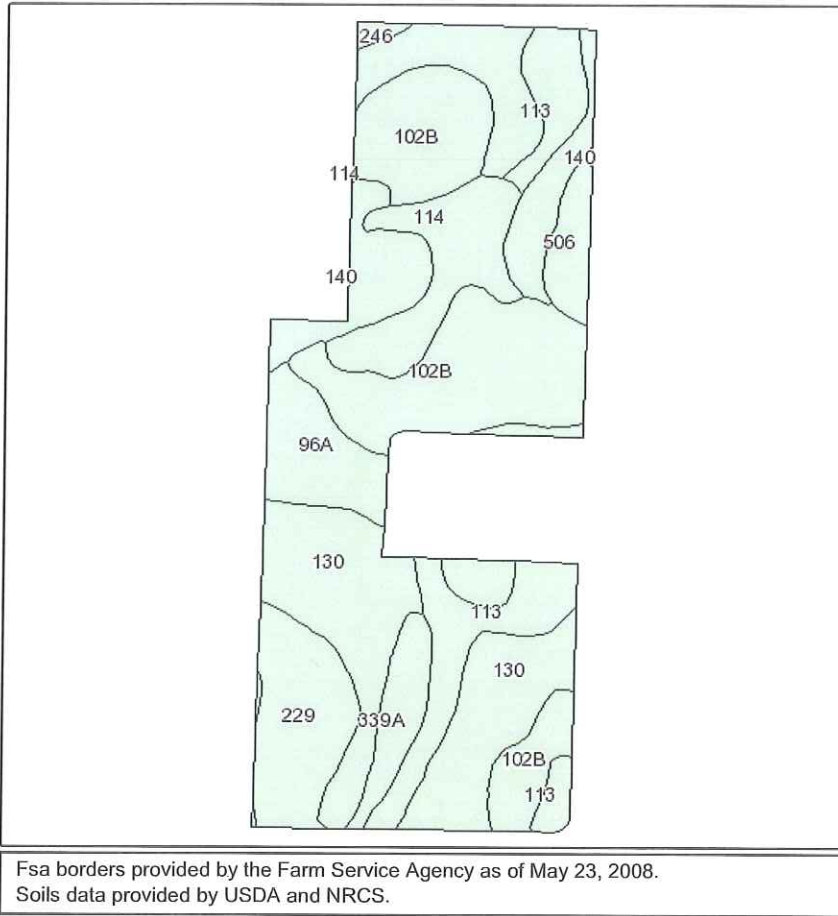 246
113
102B
140
114
114
506
140
102B
96A
130
113
130
229
339A
102B
113
Fsa borders provided by the Farm Service Agency as of May 23, 2008.
Soils data provided by USDA and NRCS.